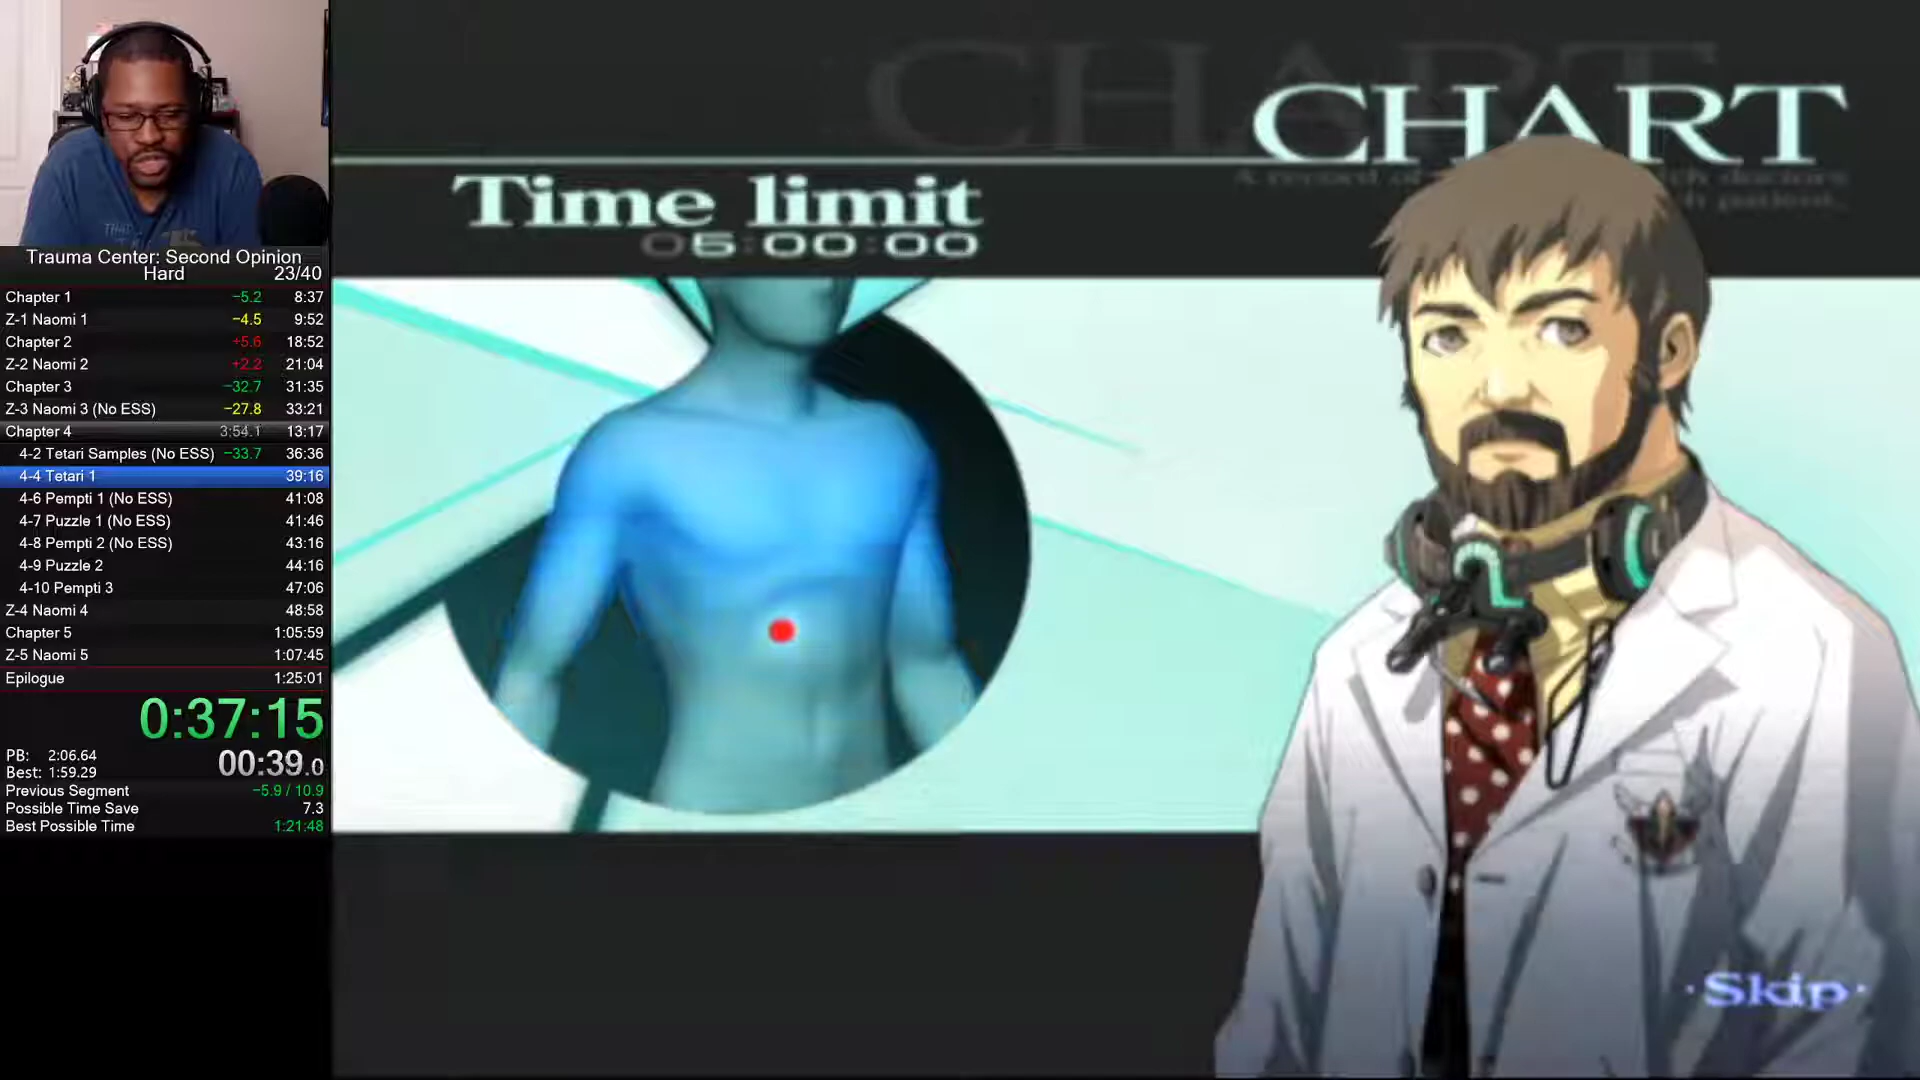 Trauma Center: Second Opinion
Hard 23/40
Chapter 1 −5.2 8:37
Z-1 Naomi 1 −4.5 9:52
Chapter 2 +5.6 18:52
Z-2 Naomi 2 +2.2 21:04
Chapter 3 −32.7 31:35
Z-3 Naomi 3 (No ESS) −27.8 33:21
Chapter 4 3:54.1 13:17
4-2 Tetari Samples (No ESS) −33.7 36:36
4-4 Tetari 1 39:16
4-6 Pempti 1 (No ESS) 41:08
4-7 Puzzle 1 (No ESS) 41:46
4-8 Pempti 2 (No ESS) 43:16
4-9 Puzzle 2 44:16
4-10 Pempti 3 47:06
Z-4 Naomi 4 48:58
Chapter 5 1:05:59
Z-5 Naomi 5 1:07:45
Epilogue 1:25:01
0:37:15
PB: 2:06.64
Best: 1:59.29
00:39.0
Previous Segment −5.9 / 10.9
Possible Time Save 7.3
Best Possible Time 1:21:48
CHART
CHART
A record of
Time limit
05:00:00
·Skip·